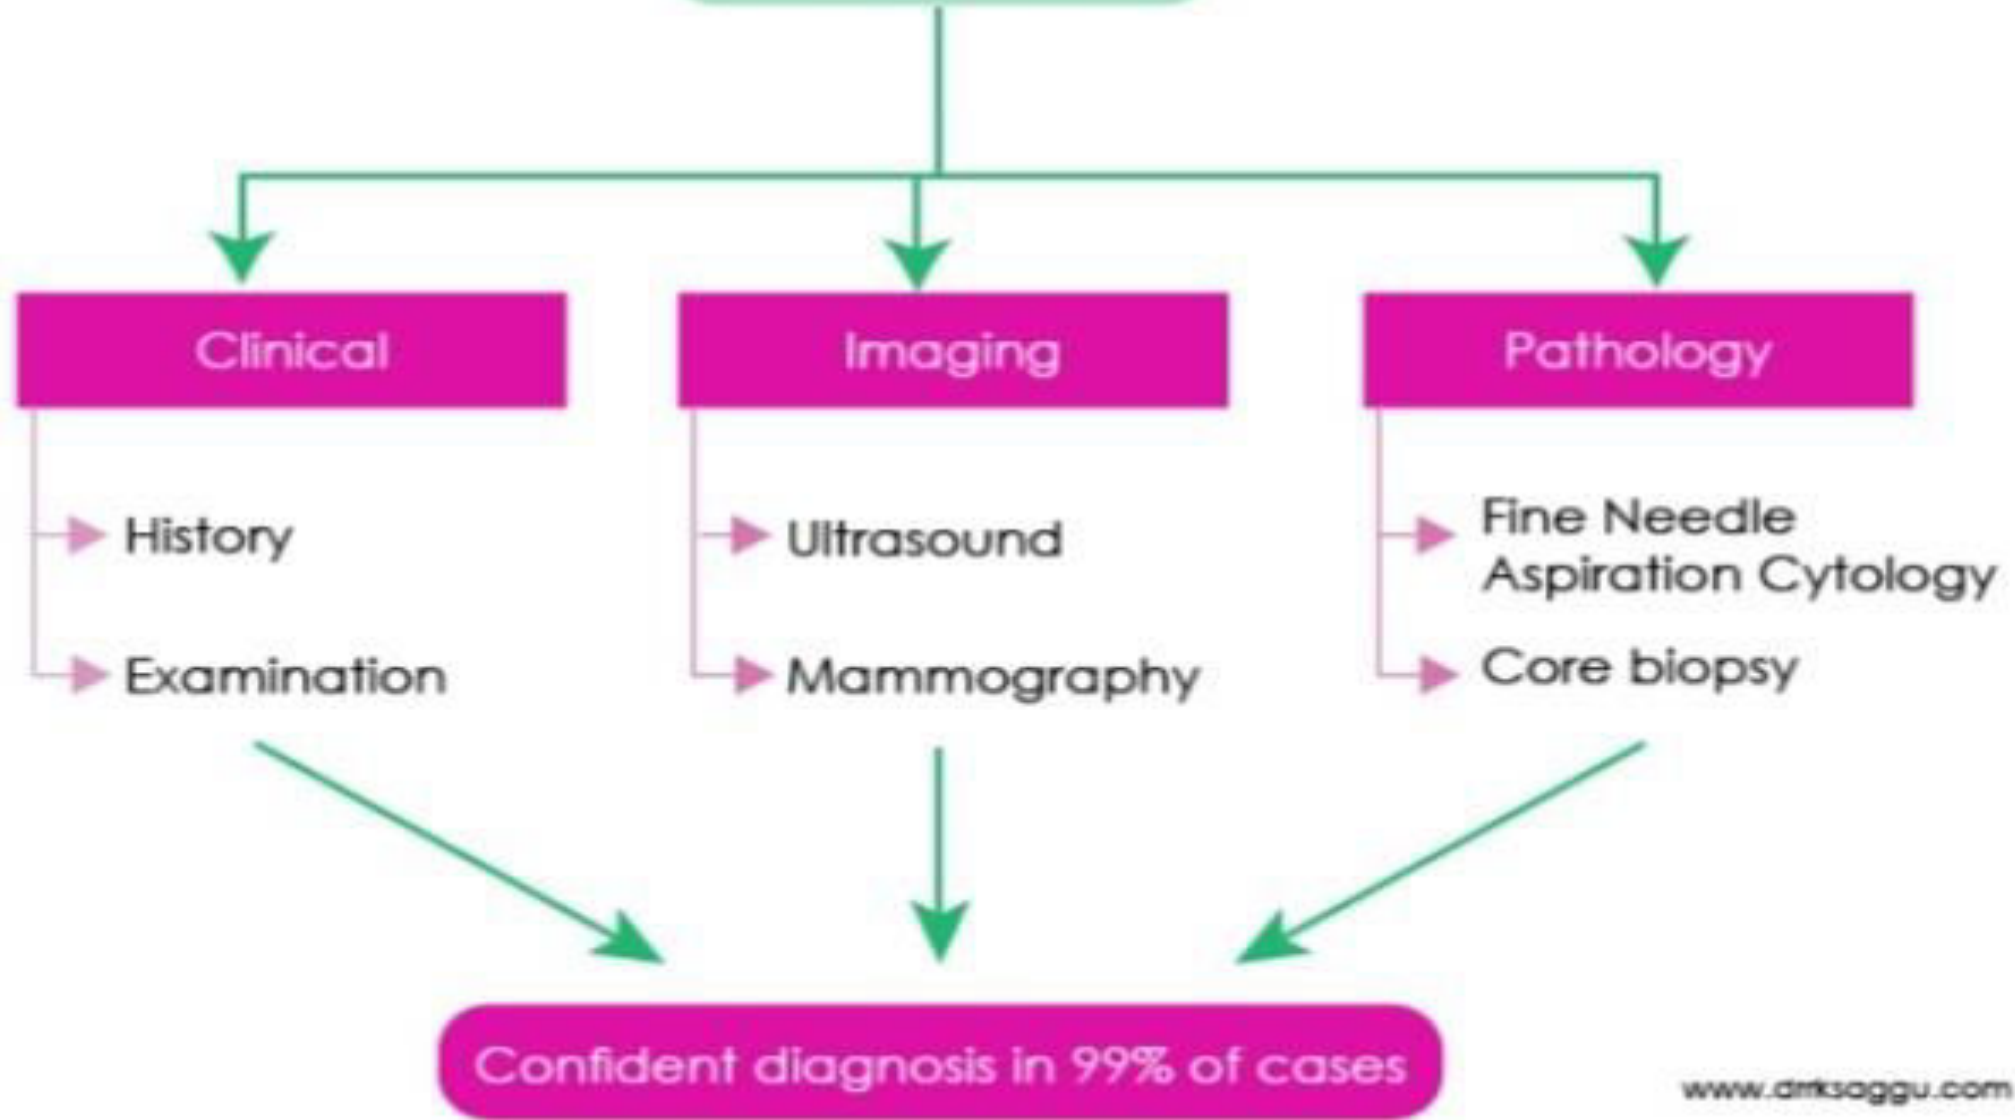 Clinical
Imaging
Pathology
History
Ultrasound
Fine Needle
Aspiration Cytology
Examination
Mammography
Core biopsy
Confident diagnosis in 99% of cases
www.drrksaggu.com